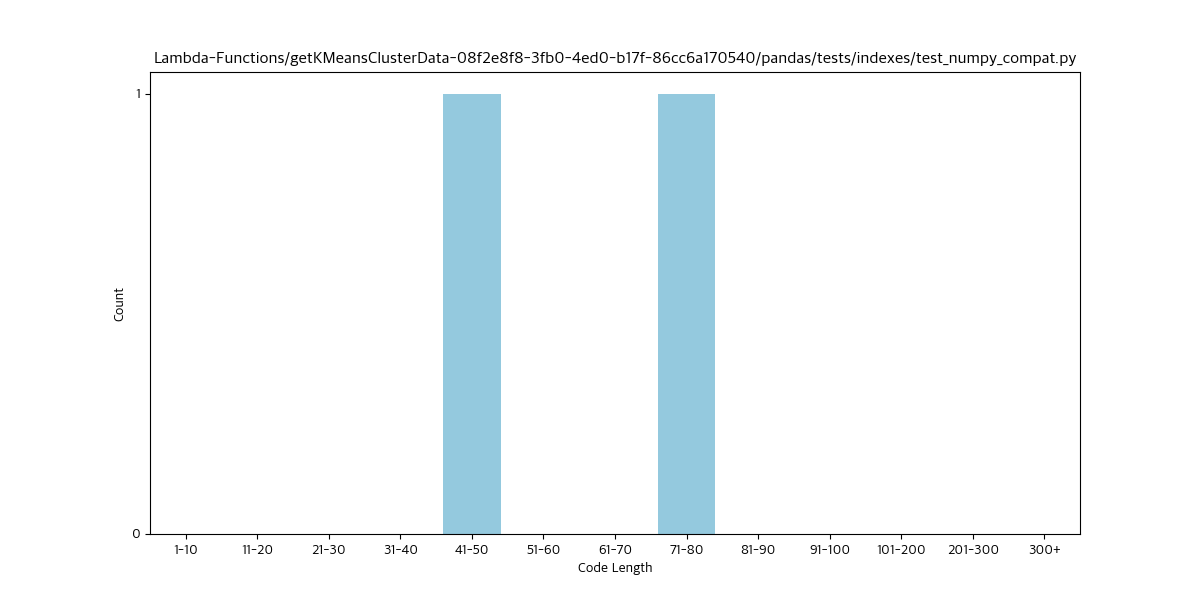 Lambda-Functions/getKMeansClusterData-08f2e8f8-3fb0-4ed0-b17f-86cc6a170540/pandas/tests/indexes/test_numpy_compat.py
1
Count
0
1-10 11-20 21-30 31-40 41-50 51-60 61-70 71-80 81-90 91-100 101-200 201-300 300+
Code Length